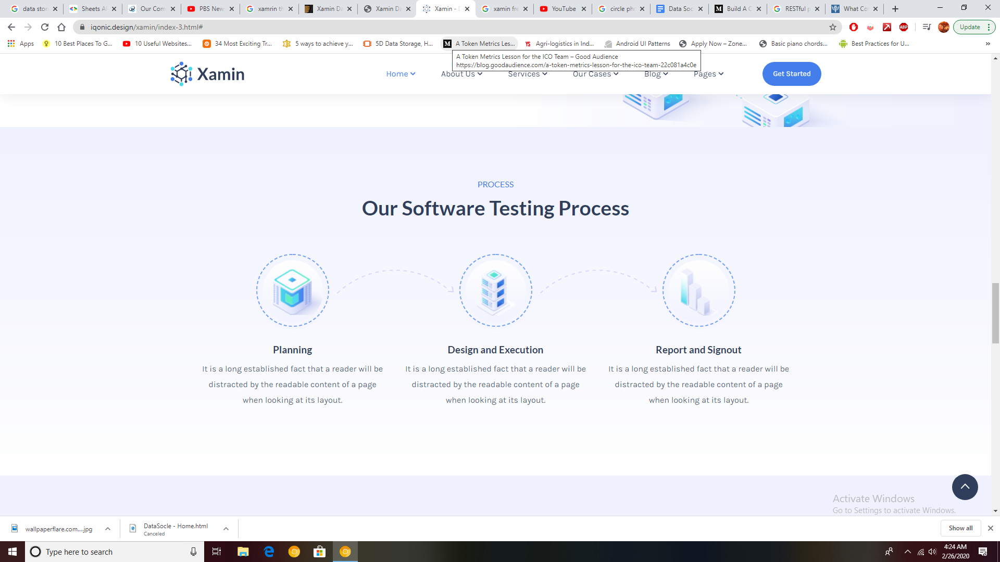 data stor
Sheets A
Our Com
PBS New
xamrin th
Xamin Da
Xamin Da
Xamin - D
xamin fre
YouTube
circle pho
Data Soc
Build A C
RESTful p
What Co
iqonic.design/xamin/index-3.html#
ABP
Update
Apps
10 Best Places To G...
10 Useful Websites...
34 Most Exciting Tr...
5 ways to achieve y...
5D Data Storage, H...
M
A Token Metrics Les...
YS
Agri-logistics in Ind...
Android UI Patterns
Apply Now – Zone...
Basic piano chords...
Best Practices for U...
»
A Token Metrics Lesson for the ICO Team – Good Audience
https://blog.goodaudience.com/a-token-metrics-lesson-for-the-ico-team-22c081a4c0e
Xamin
Home
About Us
Services
Our Cases
Blog
Pages
Get Started
PROCESS
Our Software Testing Process
Planning
It is a long established fact that a reader will be
distracted by the readable content of a page
when looking at its layout.
Design and Execution
It is a long established fact that a reader will be
distracted by the readable content of a page
when looking at its layout.
Report and Signout
It is a long established fact that a reader will be
distracted by the readable content of a page
when looking at its layout.
Activate Windows
Go to Settings to activate Windows.
wallpaperflare.com....jpg
DataSocle - Home.html
Canceled
Show all
Type here to search
4:24 AM
2/26/2020